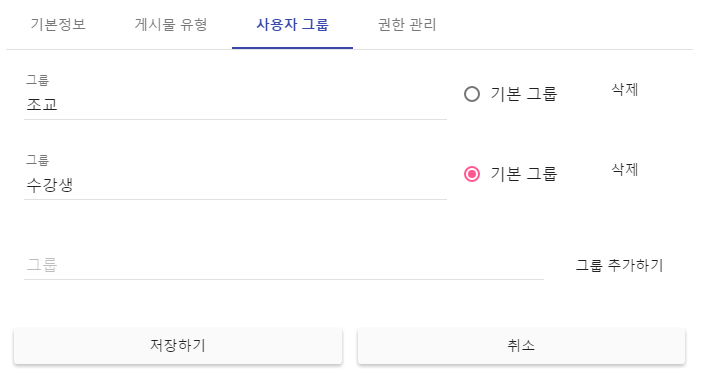 기본정보 게시물 유형 사용자 그룹 권한 관리
그룹
조교 기본 그룹 삭제
그룹
수강생 기본 그룹 삭제
그룹 그룹 추가하기
저장하기 취소